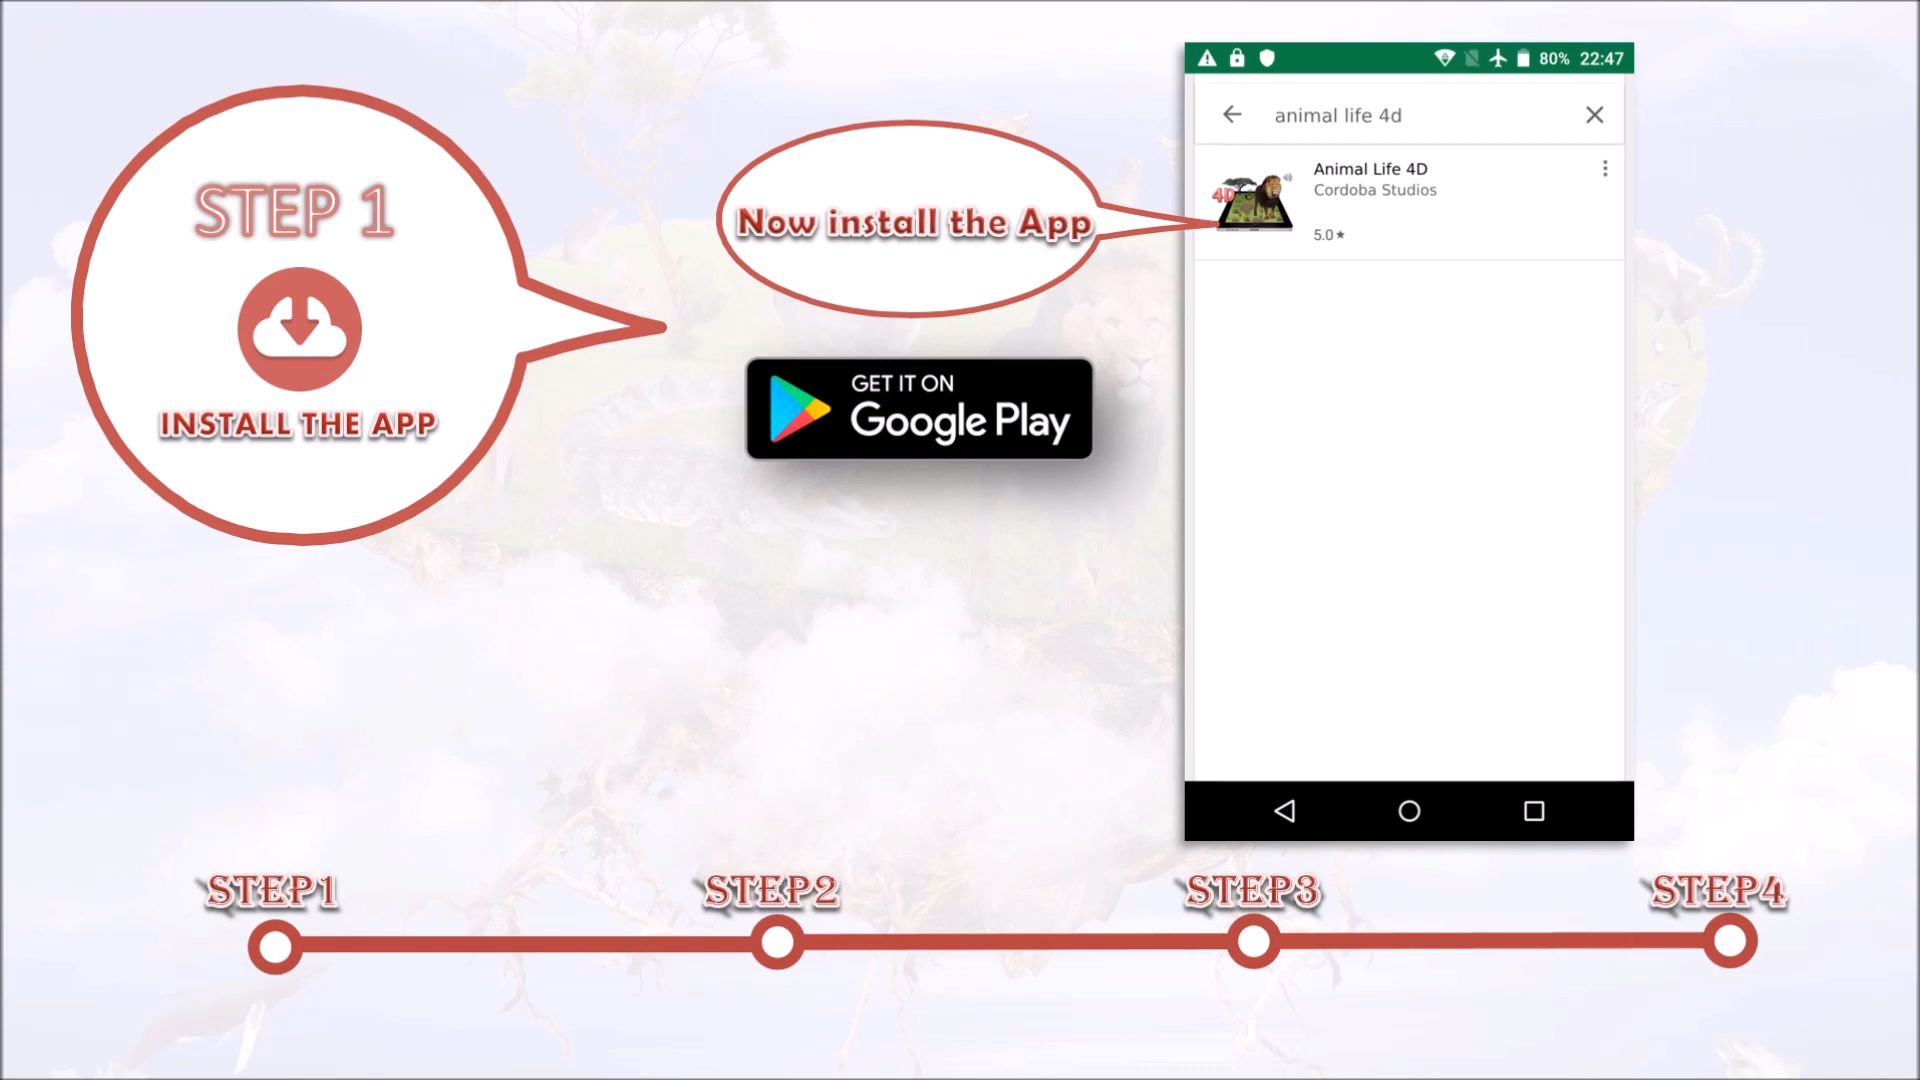 STEP 1
INSTALL THE APP
Now install the App
GET IT ON
Google Play
80% 22:47
animal life 4d
4D
Animal Life 4D
Cordoba Studios
5.0★
STEP1
STEP2
STEP3
STEP4